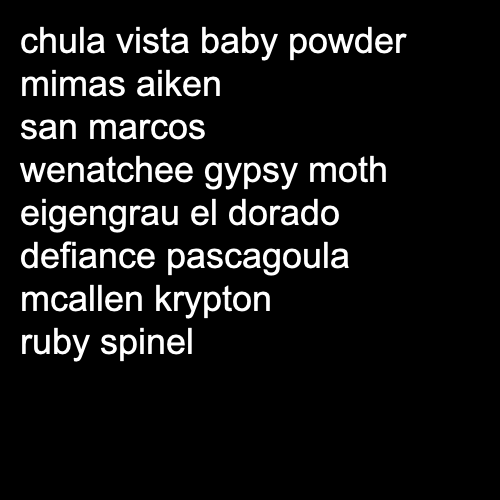 chula vista baby powder
mimas aiken
san marcos
wenatchee gypsy moth
eigengrau el dorado
defiance pascagoula
mcallen krypton
ruby spinel